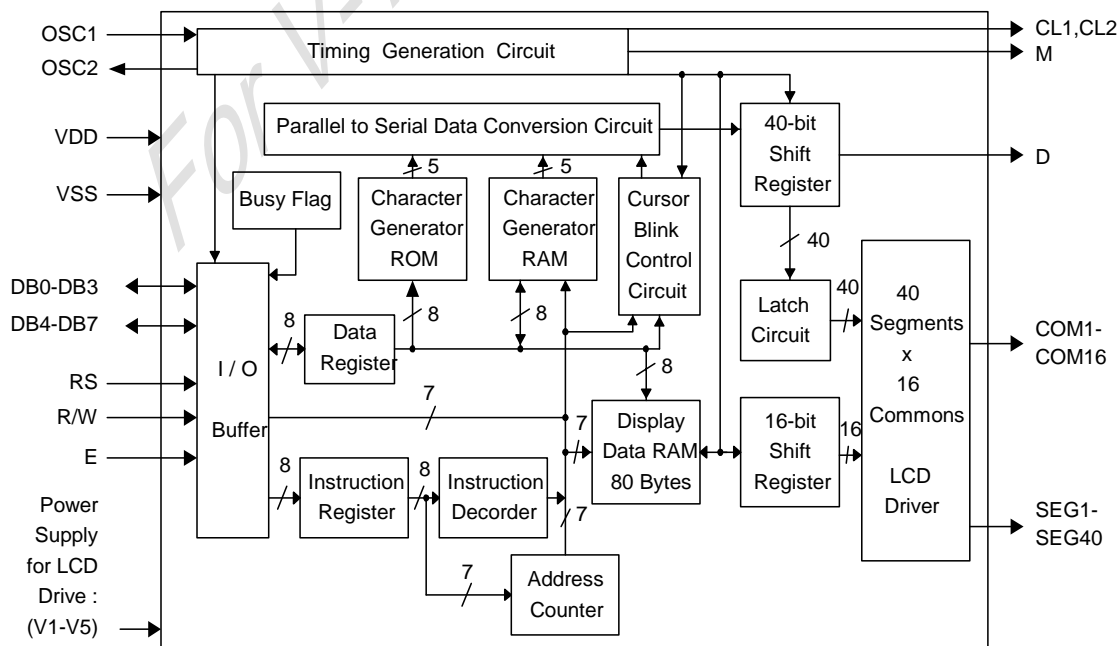 For V-
OSC1
OSC2
VDD
VSS
DB0-DB3
DB4-DB7
RS
R/W
E
Power
Supply
for LCD
Drive :
(V1-V5)
Timing Generation Circuit
Parallel to Serial Data Conversion Circuit
5
5
Busy Flag
Character
Generator
ROM
Character
Generator
RAM
Cursor
Blink
Control
Circuit
40-bit
Shift
Register
40
Latch
Circuit
40
8
8
I / O
Buffer
8
Data
Register
8
7
7
Display
Data RAM
80 Bytes
16-bit
Shift
Register
16
40
Segments
x
16
Commons
LCD
Driver
8
Instruction
Register
8
Instruction
Decorder
7
7
Address
Counter
CL1,CL2
M
D
COM1-
COM16
SEG1-
SEG40